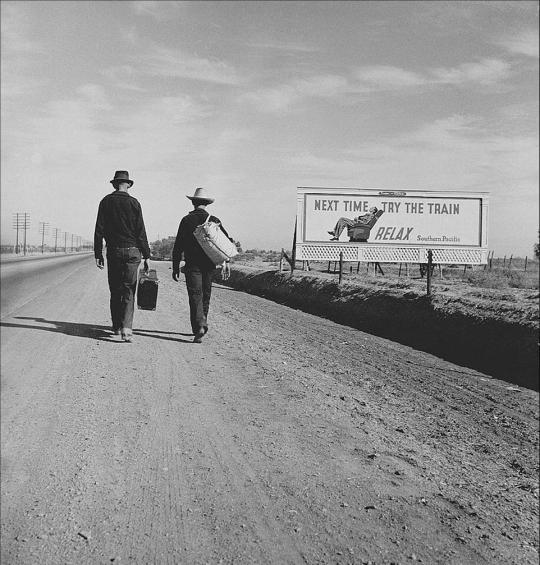 NEXT TIME TRY THE TRAIN
RELAX
Southern Pacific